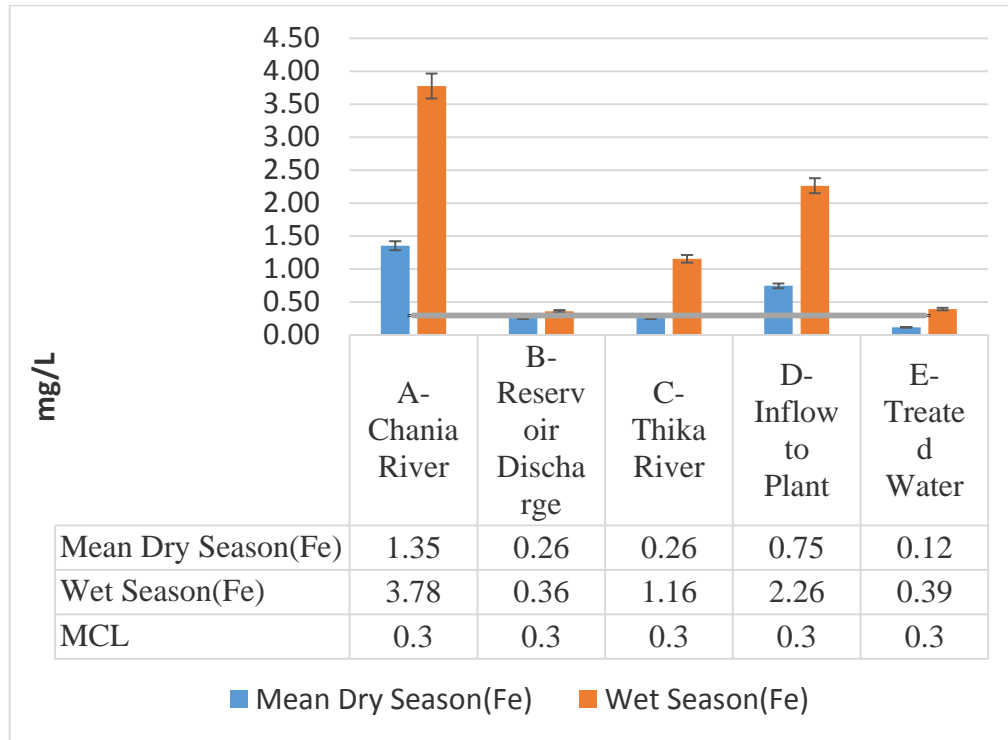 4.50
4.00
3.50
3.00
2.50
2.00
1.50
1.00
0.50
0.00
mg/L
A-
Chania
River
B-
Reserv
oir
Discha
rge
C-
Thika
River
D-
Inflow
to
Plant
E-
Treate
d
Water
Mean Dry Season(Fe) 1.35 0.26 0.26 0.75 0.12
Wet Season(Fe) 3.78 0.36 1.16 2.26 0.39
MCL 0.3 0.3 0.3 0.3 0.3
Mean Dry Season(Fe) Wet Season(Fe)